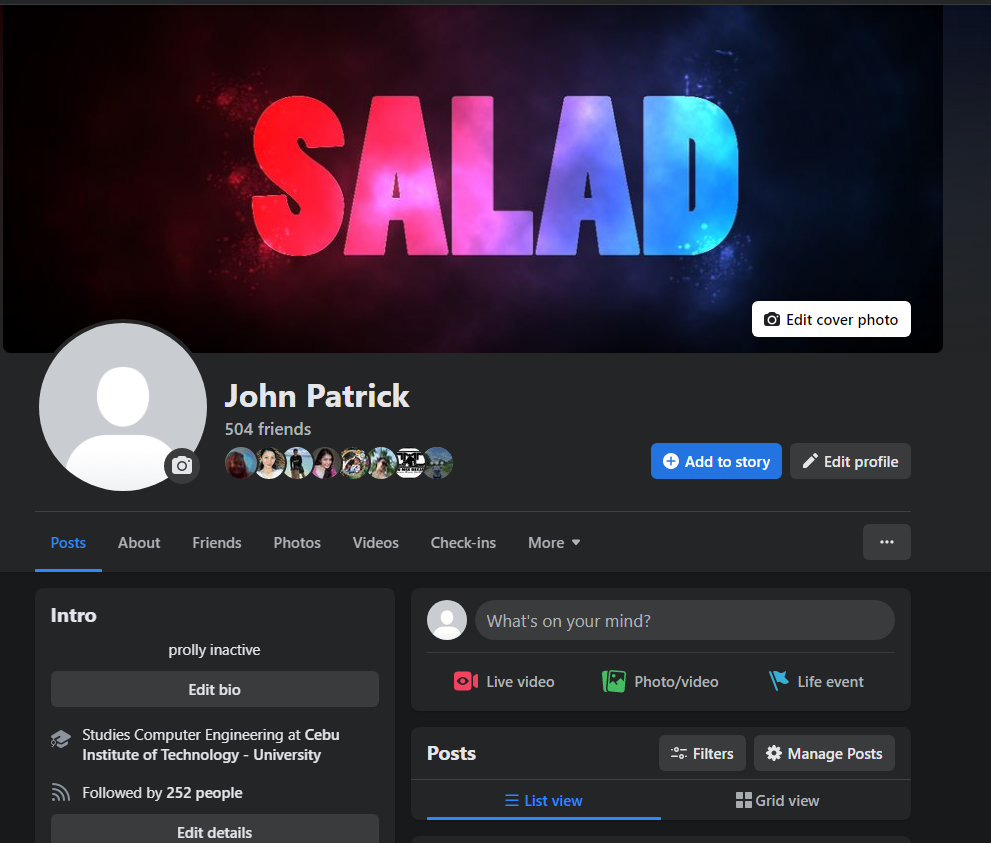 SALAD
Edit cover photo
John Patrick
504 friends
Add to story
Edit profile
Posts
About
Friends
Photos
Videos
Check-ins
More
Intro
prolly inactive
Edit bio
Studies Computer Engineering at Cebu
Institute of Technology - University
Followed by 252 people
Edit details
What's on your mind?
Live video
Photo/video
Life event
Posts
Filters
Manage Posts
List view
Grid view